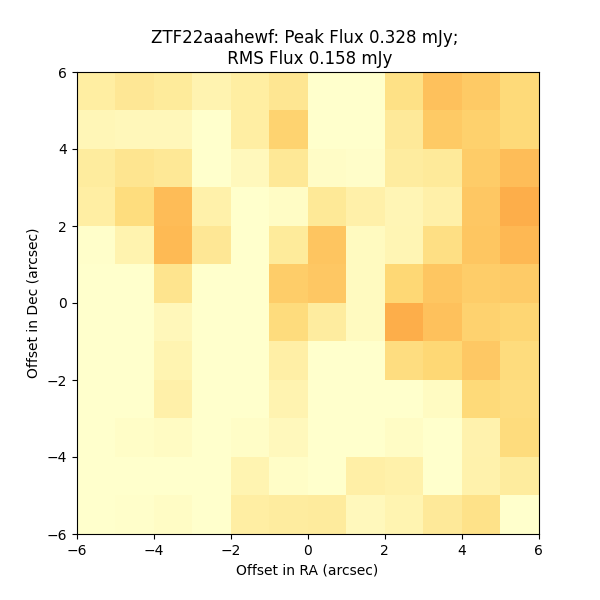 ZTF22aaahewf: Peak Flux 0.328 mJy;
RMS Flux 0.158 mJy
6
4
2
0
−2
−4
−6
Offset in Dec (arcsec)
−6 −4 −2 0 2 4 6
Offset in RA (arcsec)